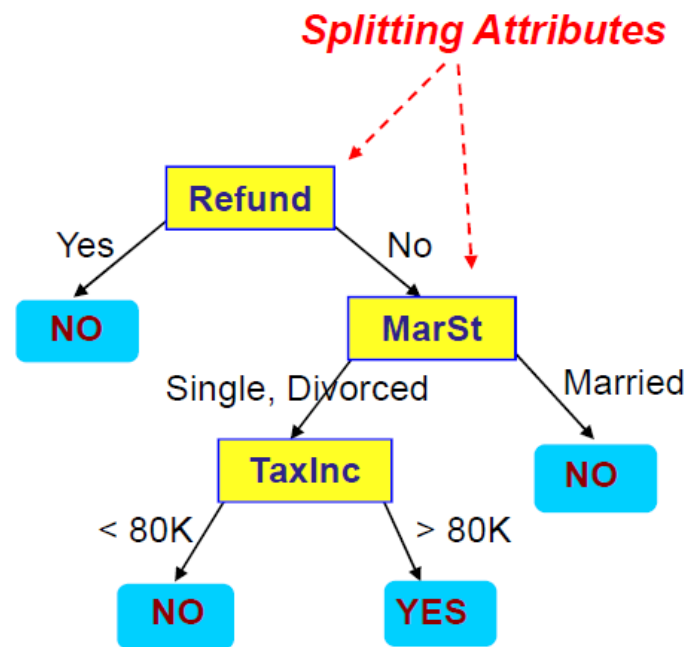 Splitting Attributes
Refund
Yes
No
NO
MarSt
Single, Divorced
Married
TaxInc
NO
< 80K
> 80K
NO
YES